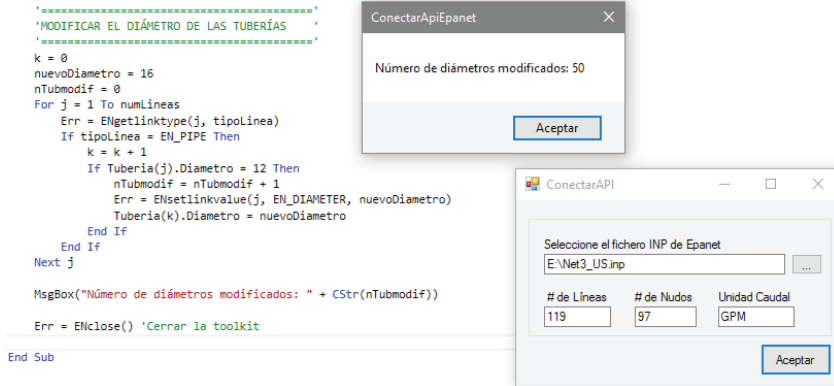 '=========================================='
'MODIFICAR EL DIÁMETRO DE LAS TUBERÍAS    '
'=========================================='
k = 0
nuevoDiametro = 16
nTubmodif = 0
For j = 1 To numLineas
Err = ENgetlinktype(j, tipoLinea)
If tipoLinea = EN_PIPE Then
k = k + 1
If Tuberia(j).Diametro = 12 Then
nTubmodif = nTubmodif + 1
Err = ENsetlinkvalue(j, EN_DIAMETER, nuevoDiametro)
Tuberia(k).Diametro = nuevoDiametro
End If
End If
Next j
MsgBox("Número de diámetros modificados: " + CStr(nTubmodif))
Err = ENclose() 'Cerrar la toolkit
End Sub
ConectarApiEpanet
Número de diámetros modificados: 50
Aceptar
ConectarAPI
Seleccione el fichero INP de Epanet
E:\Net3_US.inp
...
# de Líneas # de Nudos Unidad Caudal
119 97 GPM
Aceptar